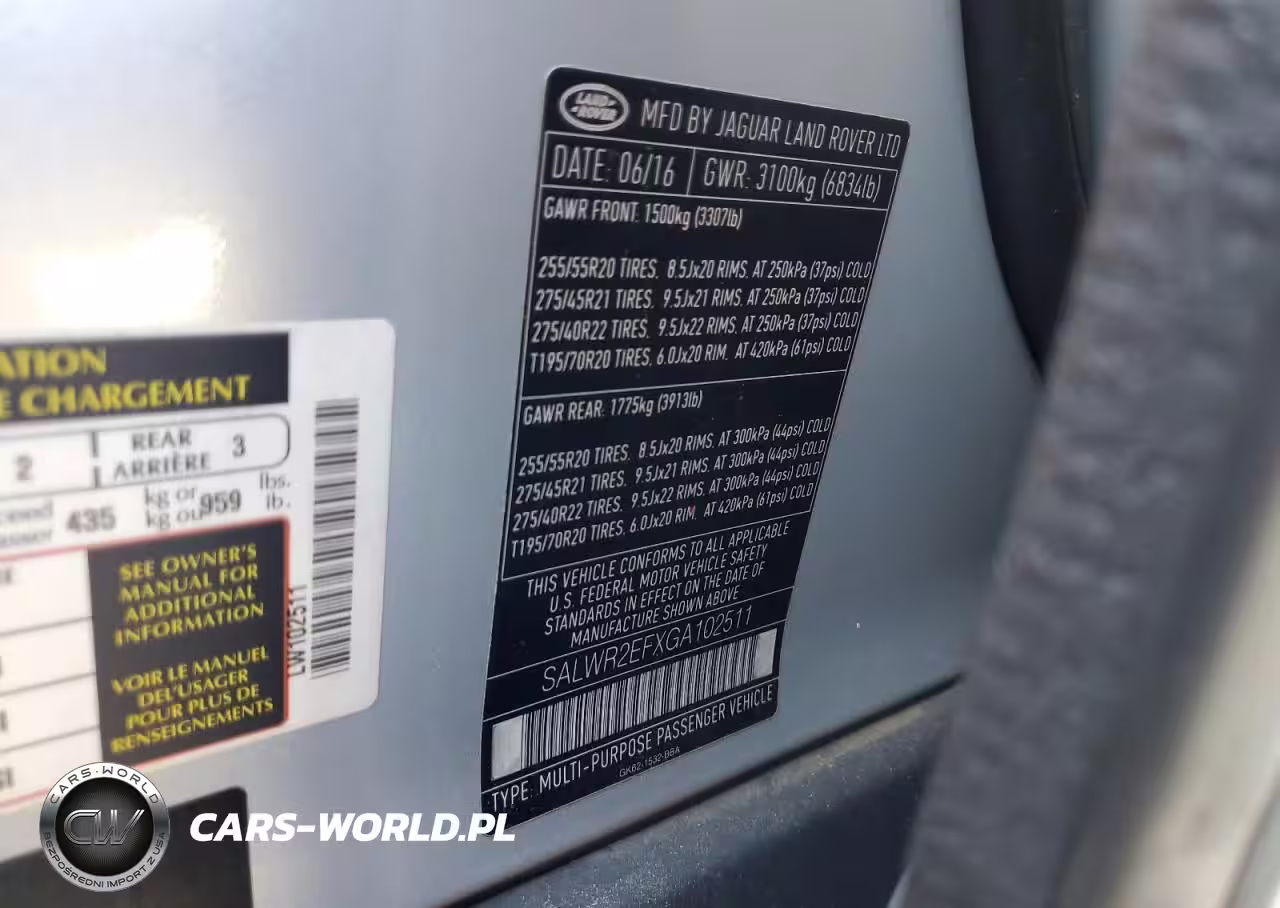 ATION
E CHARGEMENT
2
REAR
ARRIÈRE
3
435
kg or
kg ou
959
lbs.
lb.
SEE OWNER'S
MANUAL FOR
ADDITIONAL
INFORMATION
VOIR LE MANUEL
DE L'USAGER
POUR PLUS DE
RENSEIGNEMENTS
LW102511
LAND-
-ROVER
MFD BY JAGUAR LAND ROVER LTD
DATE: 06/16 GWR: 3100kg (6834lb)
GAWR FRONT: 1500kg (3307lb)
255/55R20 TIRES, 8.5Jx20 RIMS, AT 250kPa (37psi) COLD
275/45R21 TIRES, 9.5Jx21 RIMS, AT 250kPa (37psi) COLD
275/40R22 TIRES, 9.5Jx22 RIMS, AT 250kPa (37psi) COLD
T195/70R20 TIRES, 6.0Jx20 RIM, AT 420kPa (61psi) COLD
GAWR REAR: 1775kg (3913lb)
255/55R20 TIRES, 8.5Jx20 RIMS, AT 300kPa (44psi) COLD
275/45R21 TIRES, 9.5Jx21 RIMS, AT 300kPa (44psi) COLD
275/40R22 TIRES, 9.5Jx22 RIMS, AT 300kPa (44psi) COLD
T195/70R20 TIRES, 6.0Jx20 RIM, AT 420kPa (61psi) COLD
THIS VEHICLE CONFORMS TO ALL APPLICABLE
U.S. FEDERAL MOTOR VEHICLE SAFETY
STANDARDS IN EFFECT ON THE DATE OF
MANUFACTURE SHOWN ABOVE
SALWR2EFXGA102511
TYPE: MULTI-PURPOSE PASSENGER VEHICLE
GK62-1532-BBA
CARS-WORLD
CW
BEZPOŚREDNI IMPORT Z USA
CARS-WORLD.PL